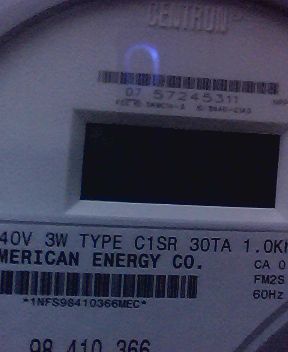 CENTRON
07 57245311
40V 3W TYPE C1SR 30TA 1.0K
MERICAN ENERGY CO. CA 0
FM2S
*1NFS98410366MEC* 60Hz
98 410 366